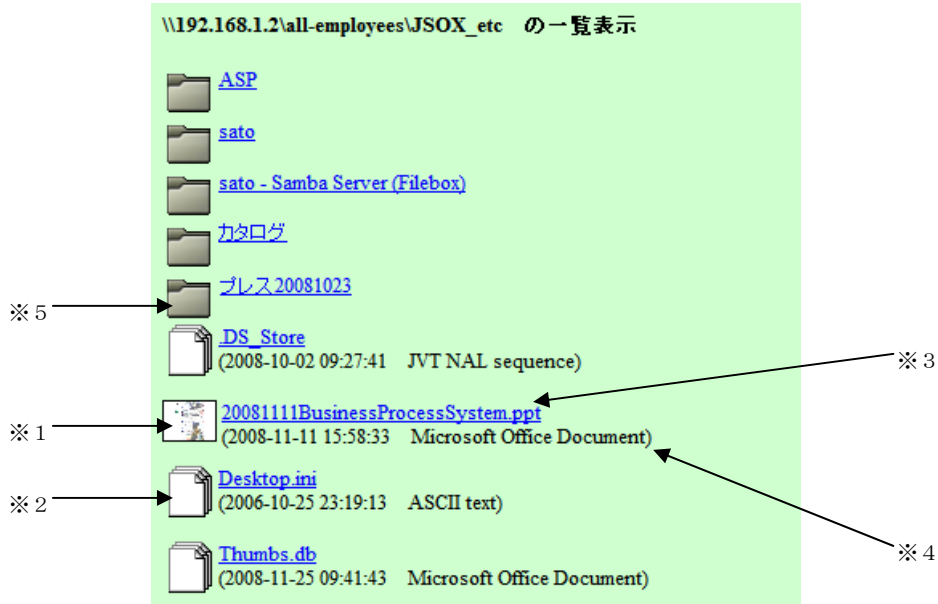 \\192.168.1.2\all-employees\JSOX_etc　の一覧表示
ASP
sato
sato - Samba Server (Filebox)
カタログ
プレス20081023
※５
.DS_Store
(2008-10-02 09:27:41　JVT NAL sequence)
※３
20081111BusinessProcessSystem.ppt
※１
(2008-11-11 15:58:33　Microsoft Office Document)
Desktop.ini
※２
(2006-10-25 23:19:13　ASCII text)
※４
Thumbs.db
(2008-11-25 09:41:43　Microsoft Office Document)